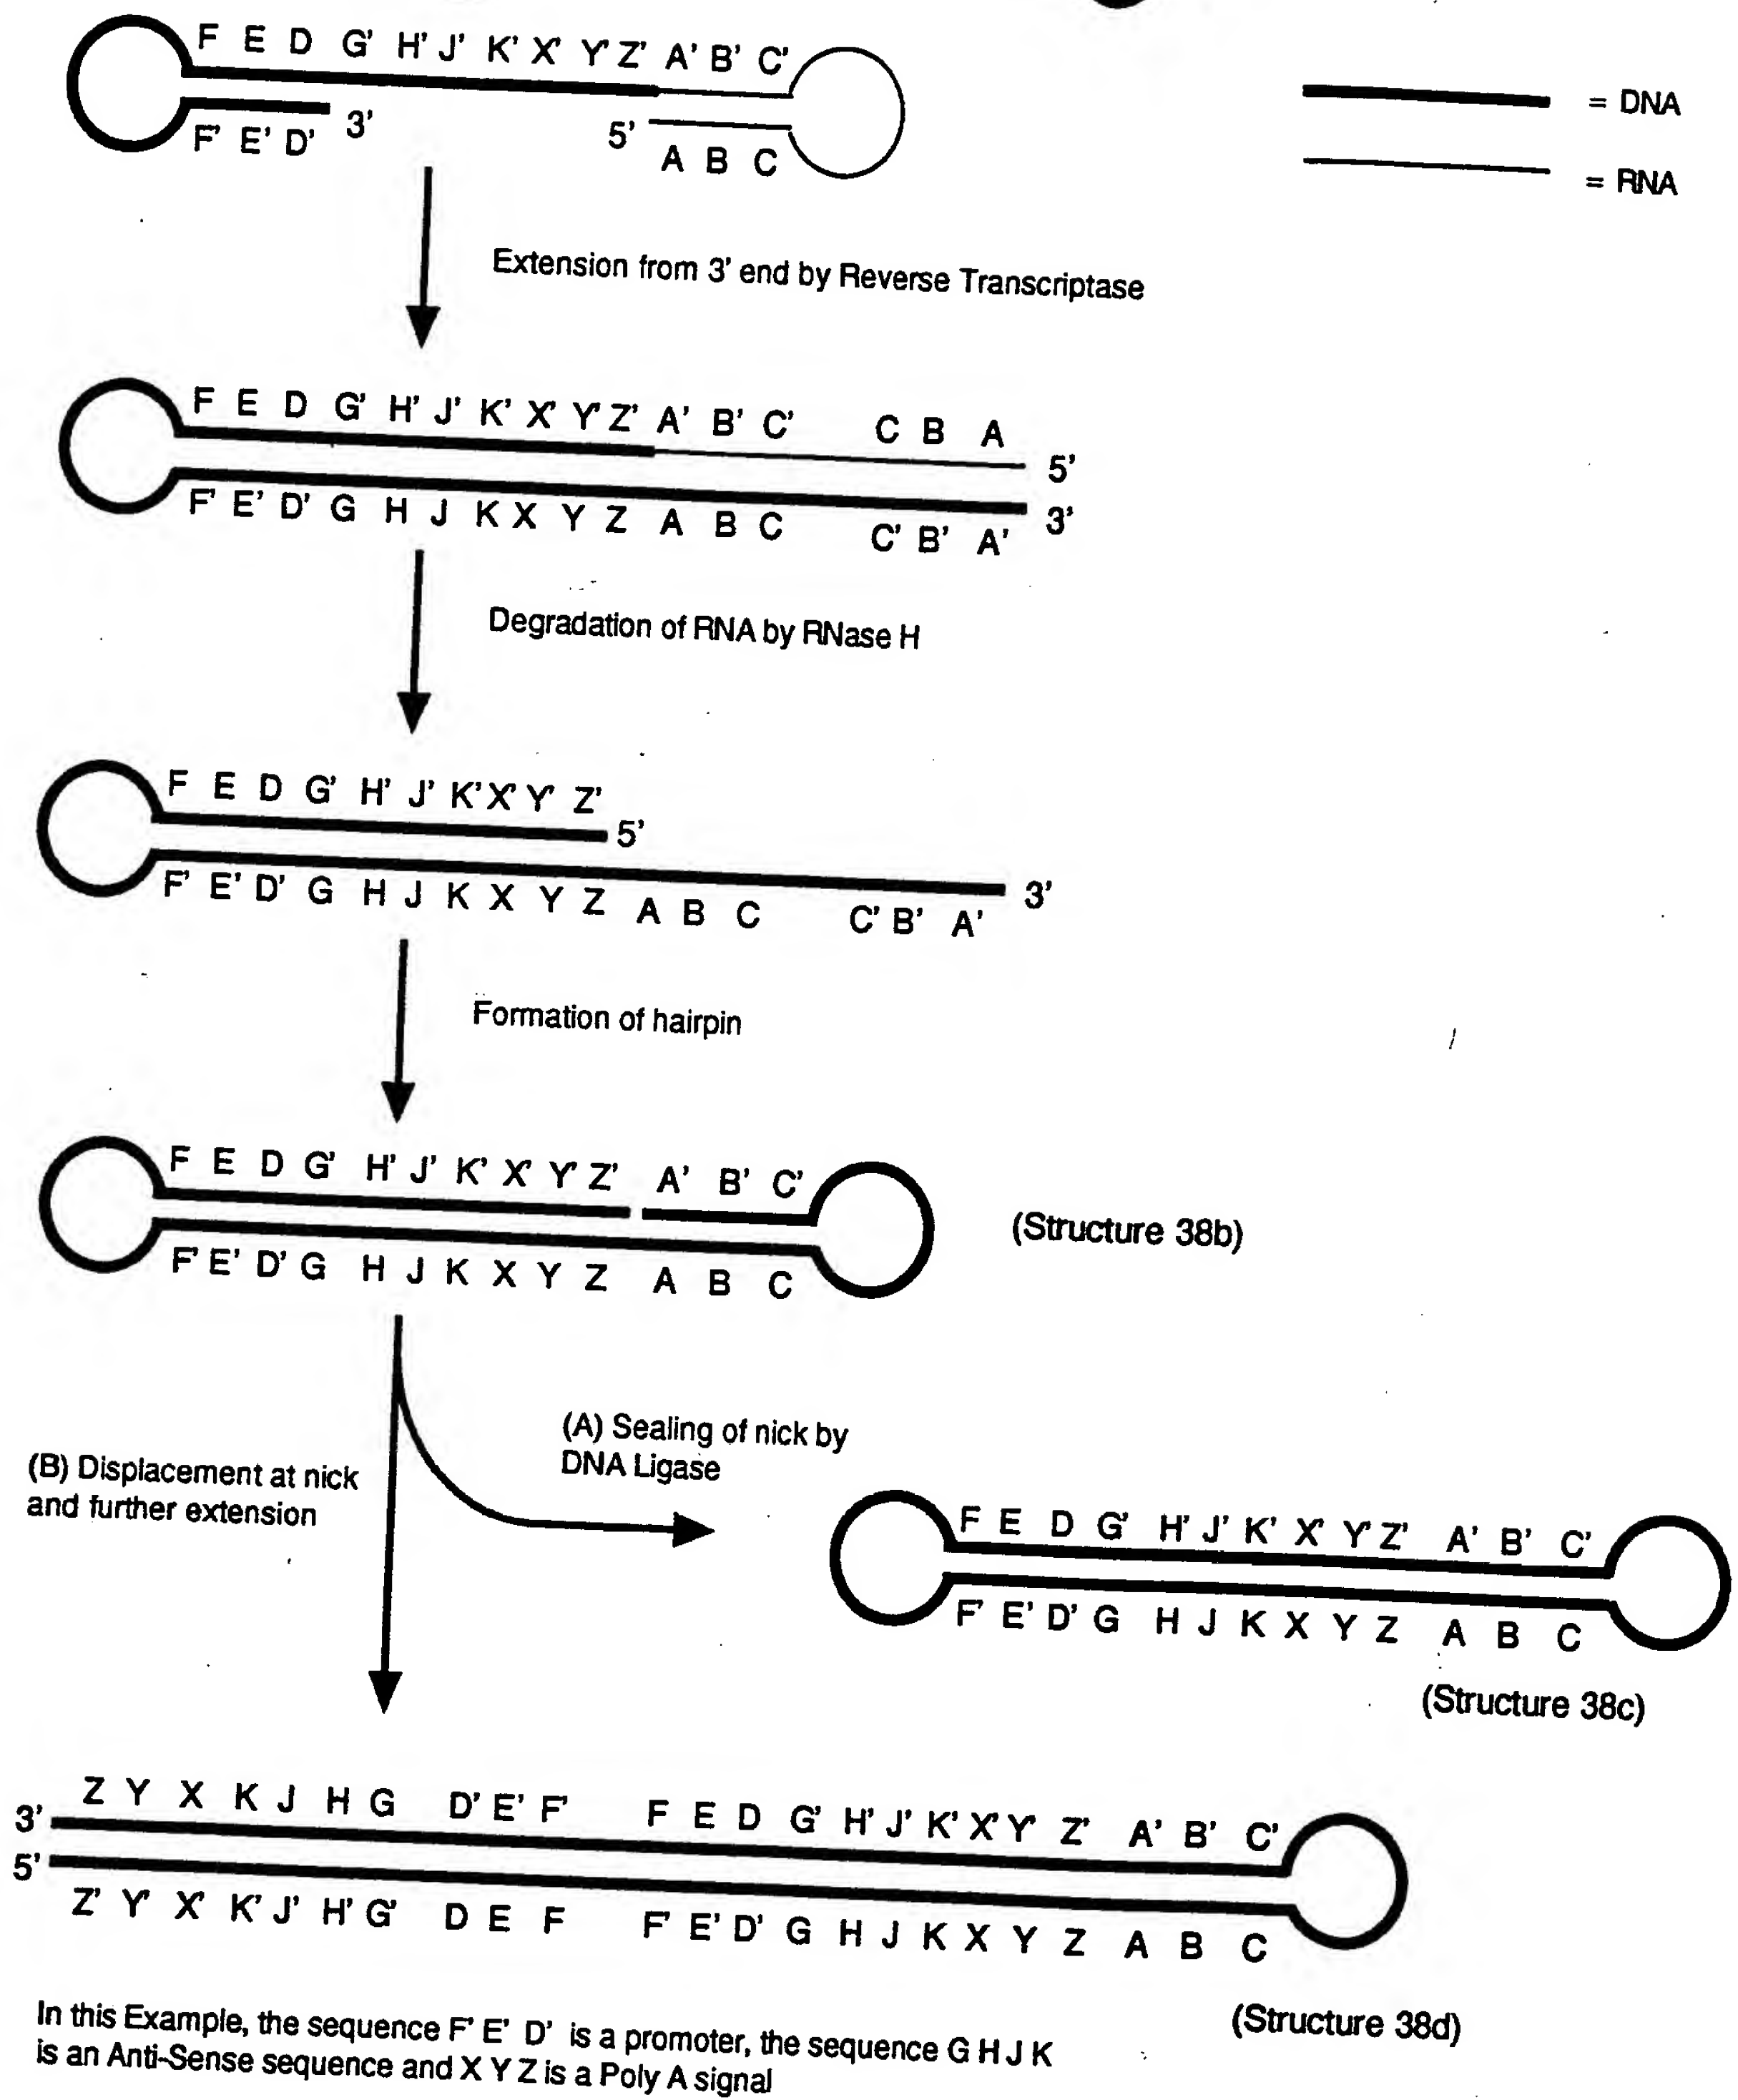 F E D G' H' J' K' X' Y' Z' A' B' C'
F' E' D' 3' 5' A B C
= DNA
= RNA
Extension from 3' end by Reverse Transcriptase
F E D G' H' J' K' X' Y' Z' A' B' C' C B A 5'
F' E' D' G H J K X Y Z A B C C' B' A' 3'
Degradation of RNA by RNase H
F E D G' H' J' K' X' Y' Z' 5'
F' E' D' G H J K X Y Z A B C C' B' A' 3'
Formation of hairpin
F E D G' H' J' K' X' Y' Z' A' B' C'
F' E' D' G H J K X Y Z A B C
(Structure 38b)
(A) Sealing of nick by
DNA Ligase
(B) Displacement at nick
and further extension
F E D G' H' J' K' X' Y' Z' A' B' C'
F' E' D' G H J K X Y Z A B C
(Structure 38c)
3' Z Y X K J H G D' E' F' F E D G' H' J' K' X' Y' Z' A' B' C'
5' Z' Y' X' K' J' H' G' D E F F' E' D' G H J K X Y Z A B C
(Structure 38d)
In this Example, the sequence F' E' D' is a promoter, the sequence G H J K
is an Anti-Sense sequence and X Y Z is a Poly A signal